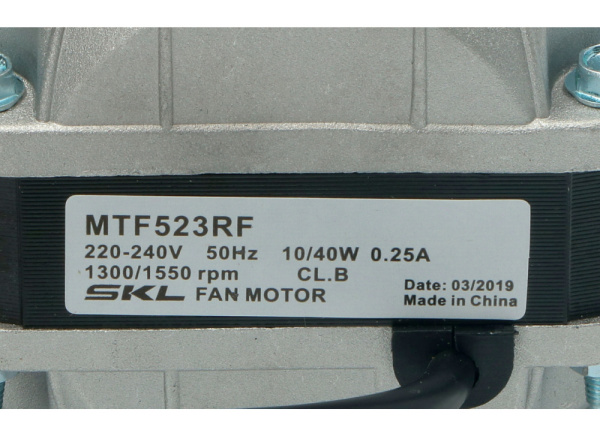 MTF523RF
220-240V 50Hz 10/40W 0.25A
1300/1550 rpm CL.B
SKL FAN MOTOR
Date: 03/2019
Made in China